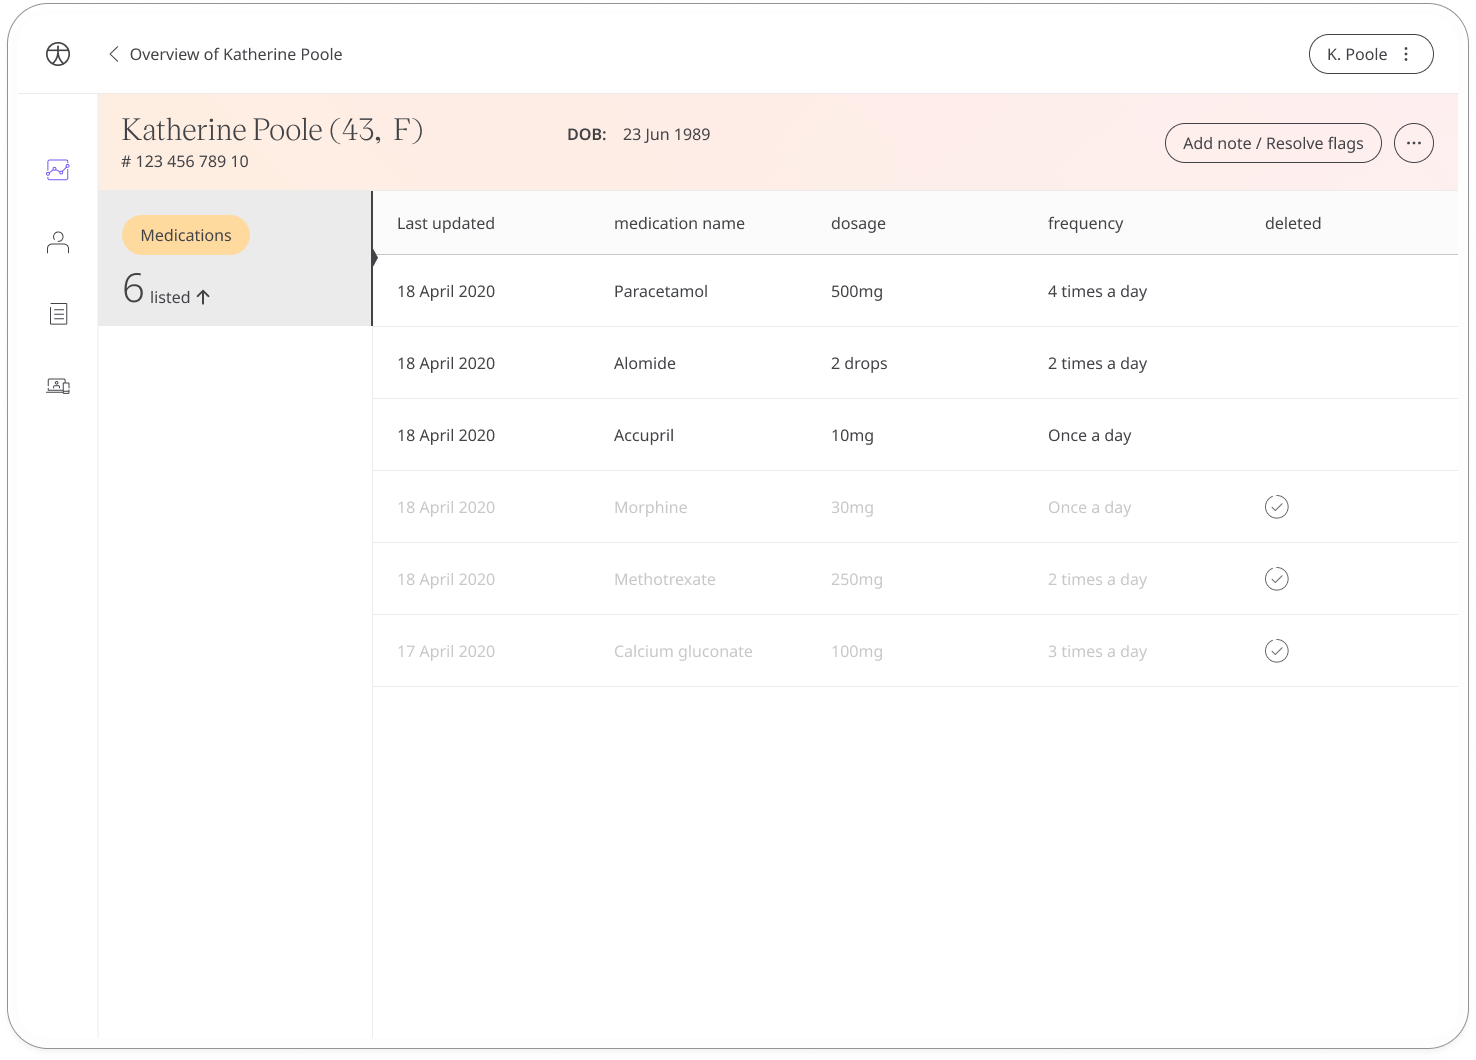 Overview of Katherine Poole
K. Poole
Katherine Poole (43, F)
# 123 456 789 10
DOB: 23 Jun 1989
Add note / Resolve flags
Medications
6 listed
Last updated medication name dosage frequency deleted
18 April 2020 Paracetamol 500mg 4 times a day
18 April 2020 Alomide 2 drops 2 times a day
18 April 2020 Accupril 10mg Once a day
18 April 2020 Morphine 30mg Once a day
18 April 2020 Methotrexate 250mg 2 times a day
17 April 2020 Calcium gluconate 100mg 3 times a day